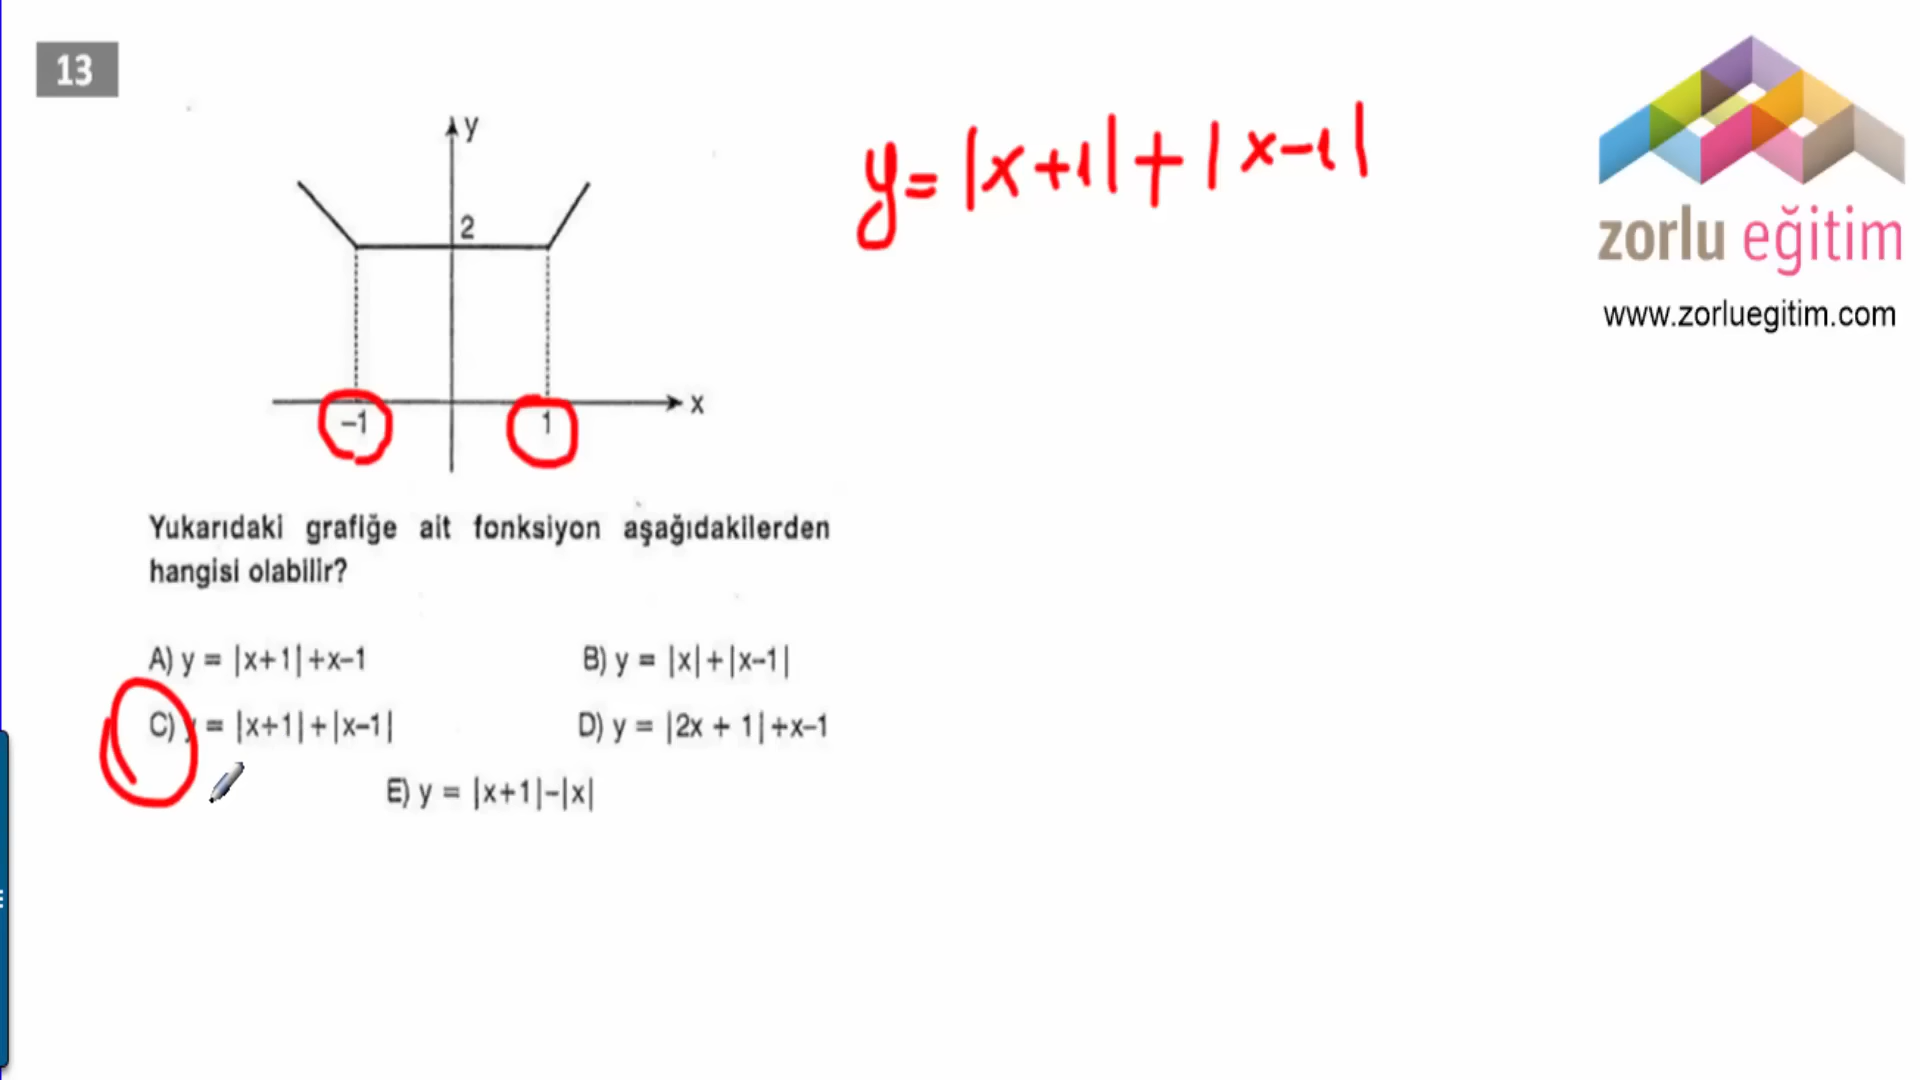 13
y
2
-1
1
x
y = |x+1| + |x-1|
zorlu eğitim
www.zorluegitim.com
Yukarıdaki grafiğe ait fonksiyon aşağıdakilerden
hangisi olabilir?
A) y = |x+1|+x-1
B) y = |x|+|x-1|
C) y = |x+1|+|x-1|
D) y = |2x + 1|+x-1
E) y = |x+1|-|x|